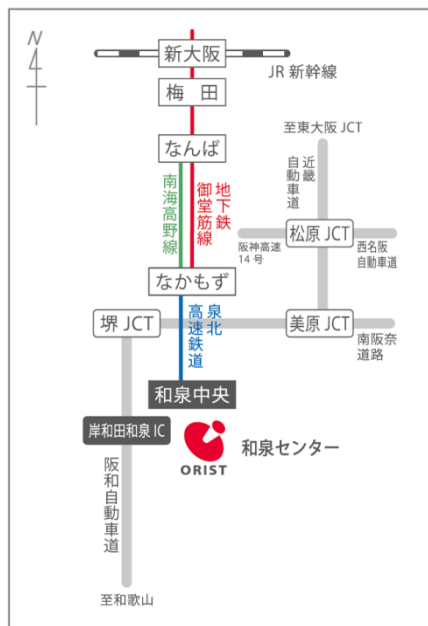 N
新大阪
JR 新幹線
梅 田
至東大阪 JCT
なんば
近畿
自動車道
南海高野線
地下鉄
御堂筋線
阪神高速
14 号
松原 JCT
西名阪
自動車道
なかもず
堺 JCT
泉北
高速鉄道
美原 JCT
南阪奈
道路
和泉中央
岸和田和泉 IC
ORIST
和泉センター
阪和自動車道
至和歌山